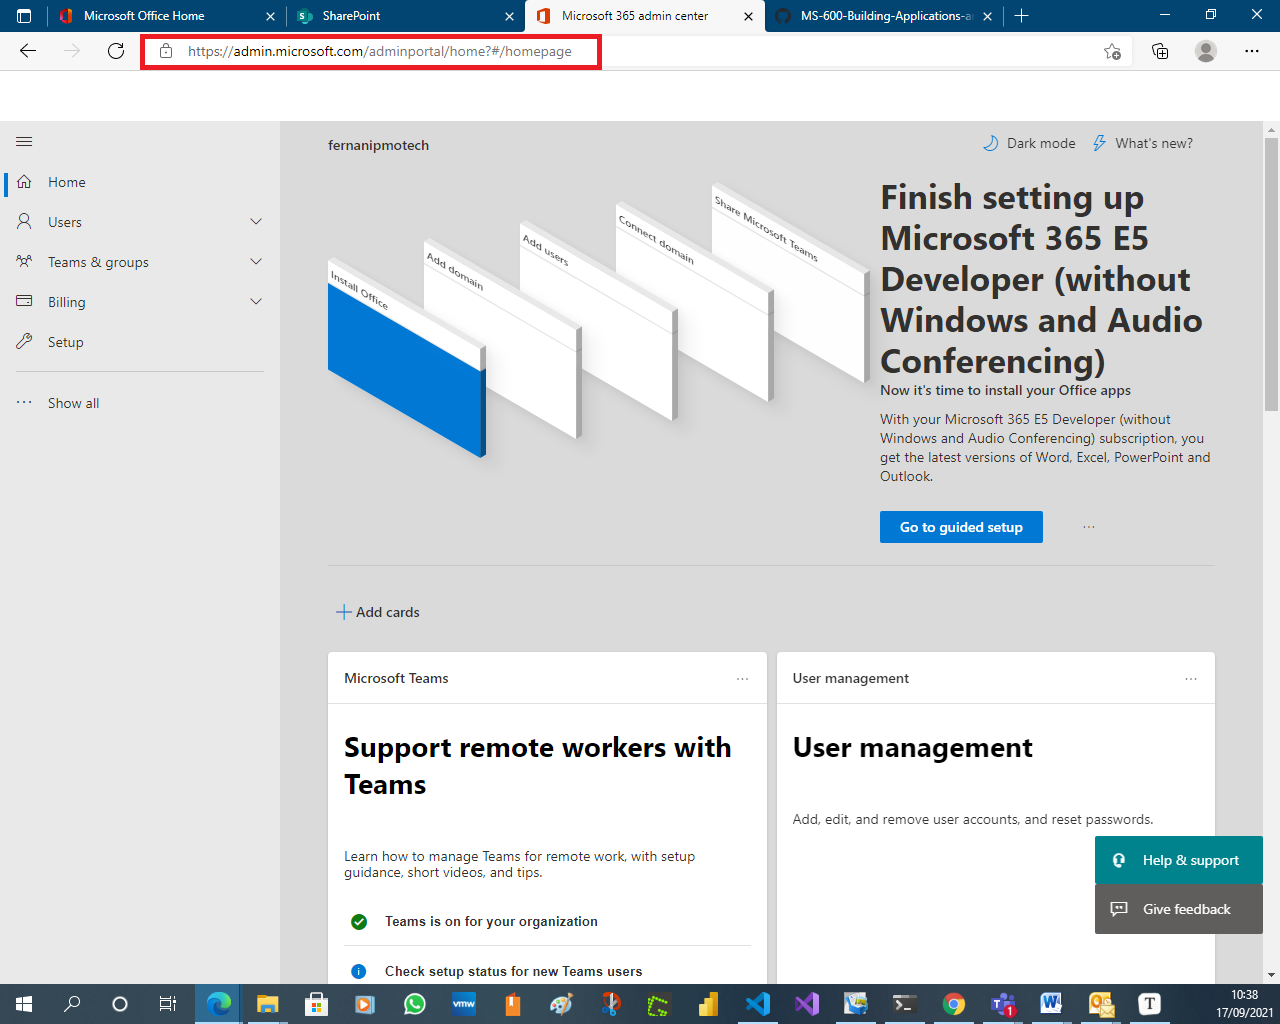 Microsoft Office Home
SharePoint
Microsoft 365 admin center
MS-600-Building-Applications-a
https://admin.microsoft.com/adminportal/home?#/homepage
fernanipmotech
Dark mode
What's new?
Home
Users
Teams & groups
Billing
Setup
Show all
Install Office
Add domain
Add users
Connect domain
Share Microsoft Teams
Finish setting up
Microsoft 365 E5
Developer (without
Windows and Audio
Conferencing)
Now it's time to install your Office apps
With your Microsoft 365 E5 Developer (without
Windows and Audio Conferencing) subscription, you
get the latest versions of Word, Excel, PowerPoint and
Outlook.
Go to guided setup
Add cards
Microsoft Teams
Support remote workers with
Teams
Learn how to manage Teams for remote work, with setup
guidance, short videos, and tips.
Teams is on for your organization
Check setup status for new Teams users
User management
User management
Add, edit, and remove user accounts, and reset passwords.
Help & support
Give feedback
vmw
1
T
10:38
17/09/2021